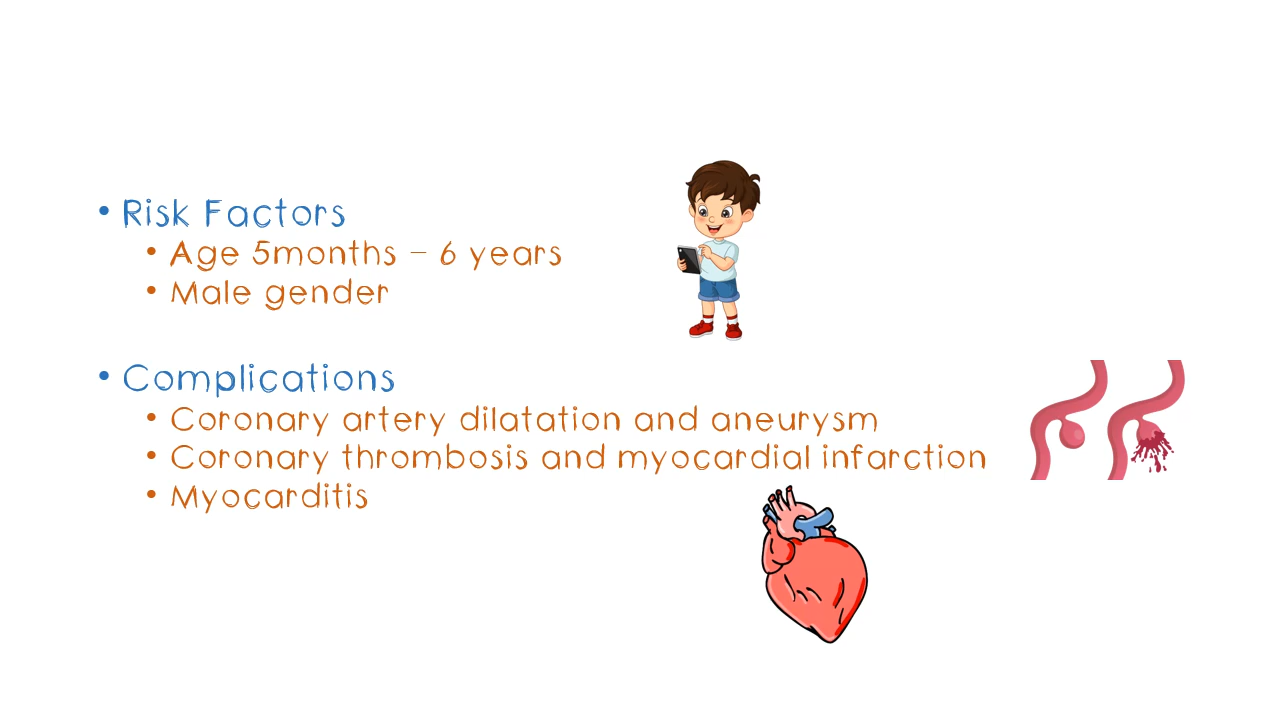 • Risk Factors
• Age 5months – 6 years
• Male gender
• Complications
• Coronary artery dilatation and aneurysm
• Coronary thrombosis and myocardial infarction
• Myocarditis